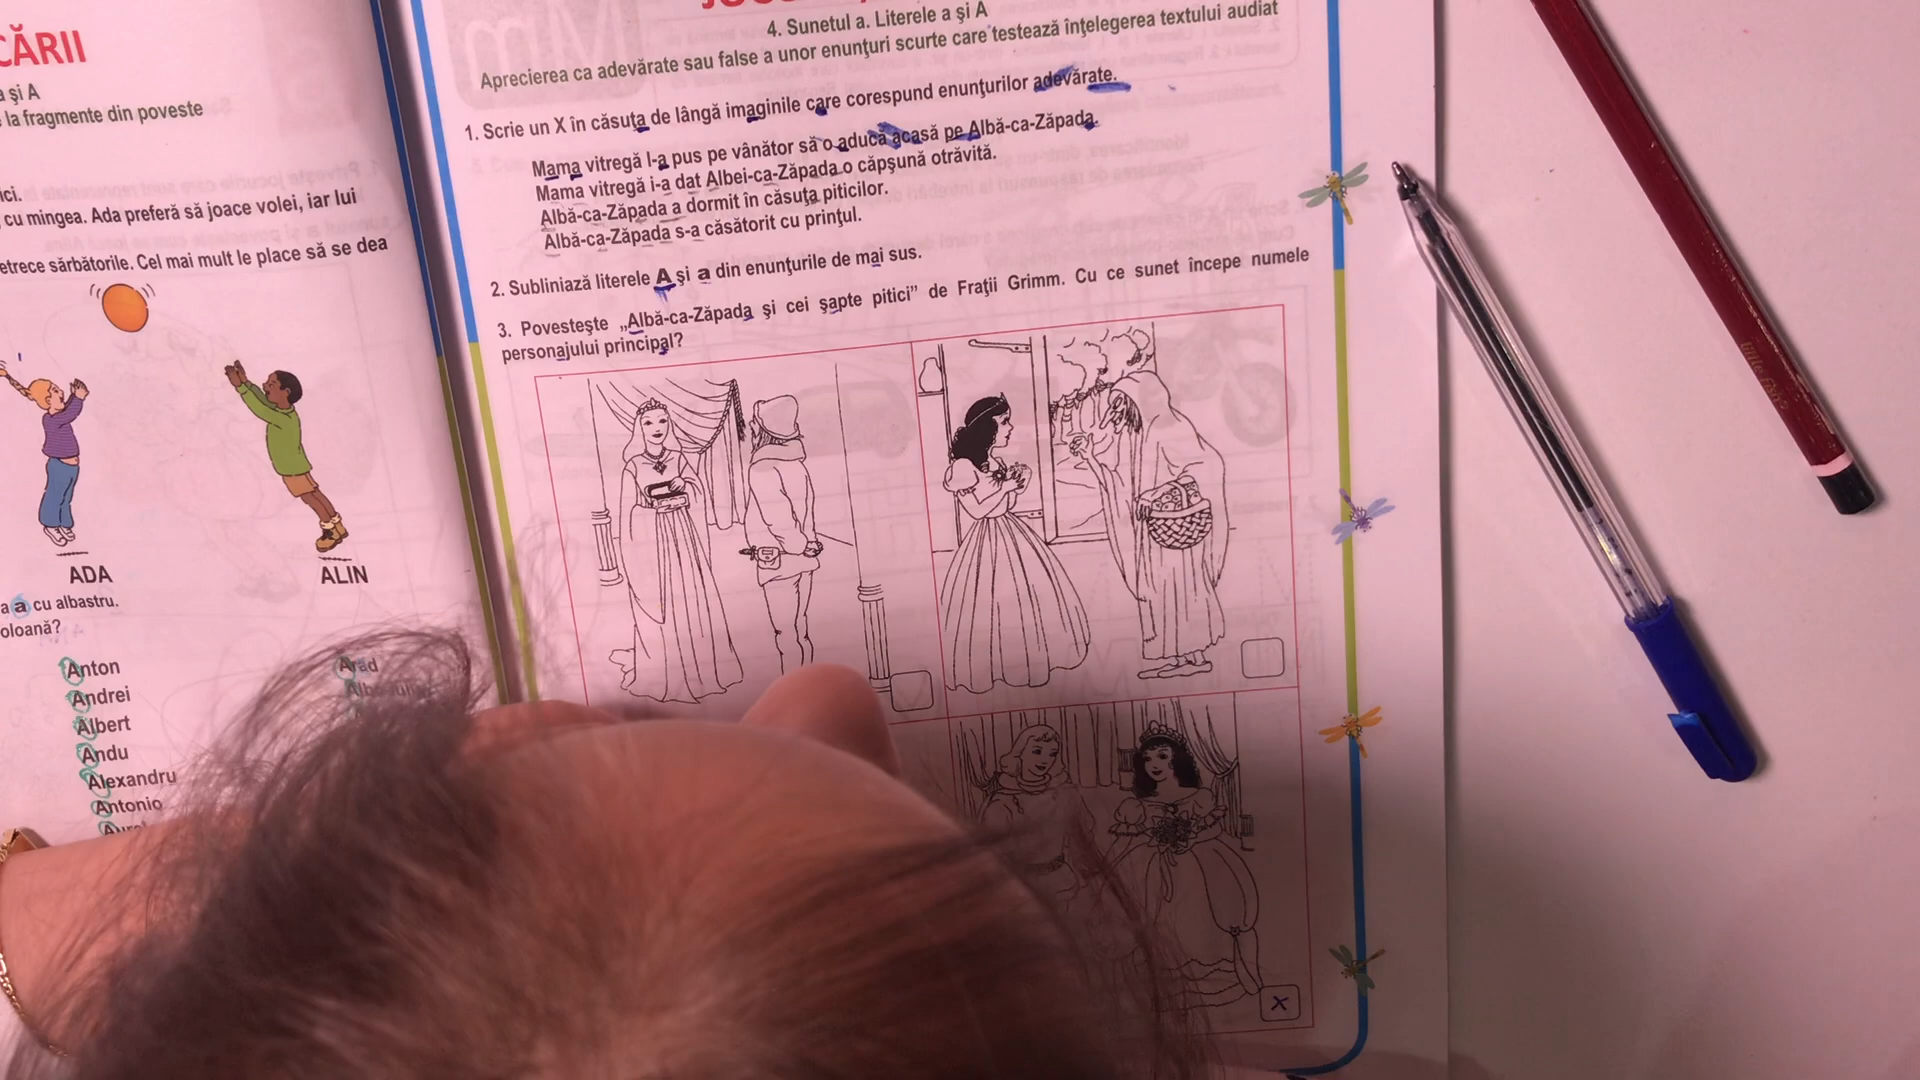 CĂRII
a şi A
la fragmente din poveste
ici.
cu mingea. Ada preferă să joace volei, iar lui
etrece sărbătorile. Cel mai mult le place să se dea
ADA
ALIN
a a cu albastru.
oloană?
Anton
Andrei
Albert
Andu
Alexandru
Antonio
Arad
4. Sunetul a. Literele a şi A
Aprecierea ca adevărate sau false a unor enunţuri scurte care testează înţelegerea textului audiat
1. Scrie un X în căsuţa de lângă imaginile care corespund enunţurilor adevărate.
Mama vitregă l-a pus pe vânător să o aducă acasă pe Albă-ca-Zăpada.
Mama vitregă i-a dat Albei-ca-Zăpada o căpşună otrăvită.
Albă-ca-Zăpada a dormit în căsuţa piticilor.
Albă-ca-Zăpada s-a căsătorit cu prinţul.
2. Subliniază literele A şi a din enunţurile de mai sus.
3. Povesteşte „Albă-ca-Zăpada şi cei şapte pitici” de Fraţii Grimm. Cu ce sunet începe numele
personajului principal?
X
little fish?